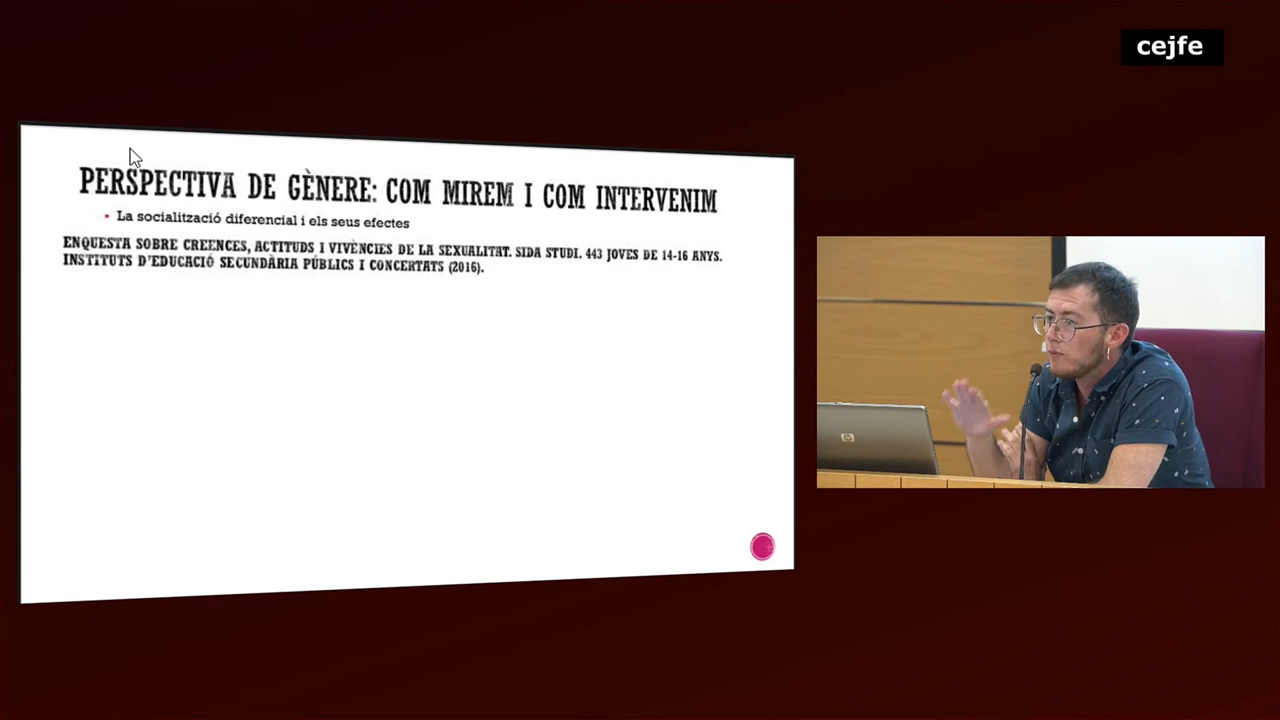 cejfe
PERSPECTIVA DE GÈNERE: COM MIREM I COM INTERVENIM
• La socialització diferencial i els seus efectes
ENQUESTA SOBRE CREENCES, ACTITUDS I VIVÈNCIES DE LA SEXUALITAT. SIDA STUDI. 443 JOVES DE 14-16 ANYS.
INSTITUTS D'EDUCACIÓ SECUNDÀRIA PÚBLICS I CONCERTATS (2016).
hp